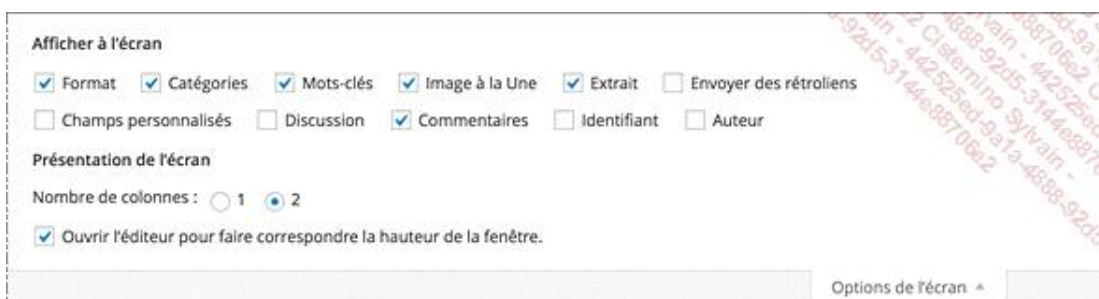 Afficher à l'écran
Format Catégories Mots-clés Image à la Une Extrait Envoyer des rétroliens
Champs personnalisés Discussion Commentaires Identifiant Auteur
Présentation de l'écran
Nombre de colonnes : 1 2
Ouvrir l'éditeur pour faire correspondre la hauteur de la fenêtre.
Options de l'écran